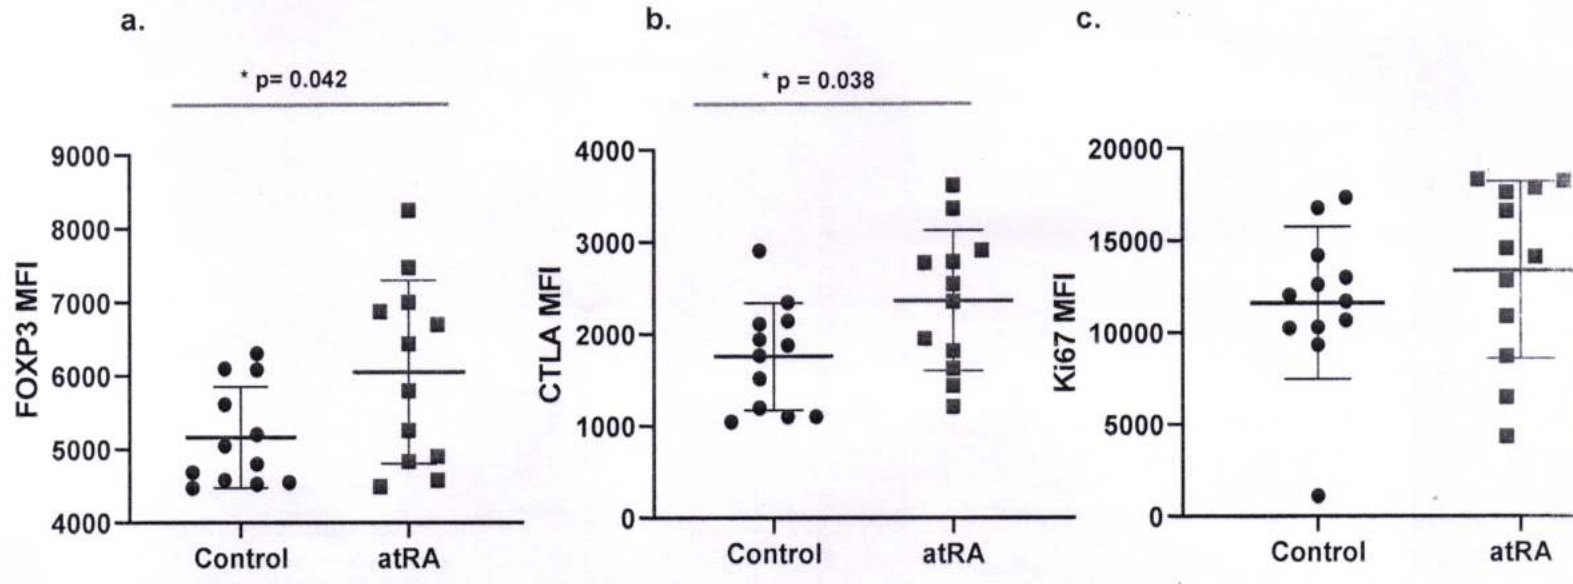 a.
* p= 0.042
FOXP3 MFI
9000
8000
7000
6000
5000
4000
Control
atRA
b.
* p = 0.038
CTLA MFI
4000
3000
2000
1000
0
Control
atRA
c.
Ki67 MFI
20000
15000
10000
5000
0
Control
atRA